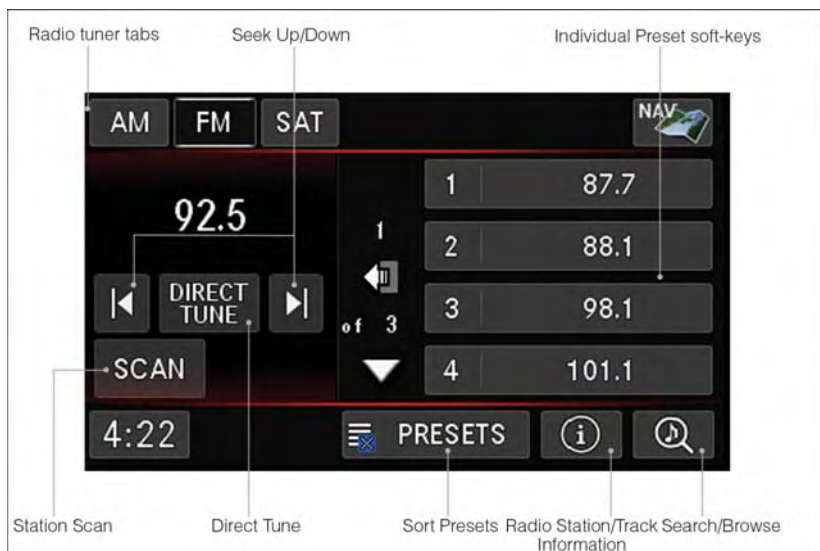 Radio tuner tabs
Seek Up/Down
Individual Preset soft-keys
AM FM SAT NAV
1 87.7
92.5
1
2 88.1
DIRECT
TUNE
3 98.1
of 3
SCAN
4 101.1
4:22 PRESETS i
Station Scan
Direct Tune
Sort Presets
Radio Station/Track
Information
Search/Browse